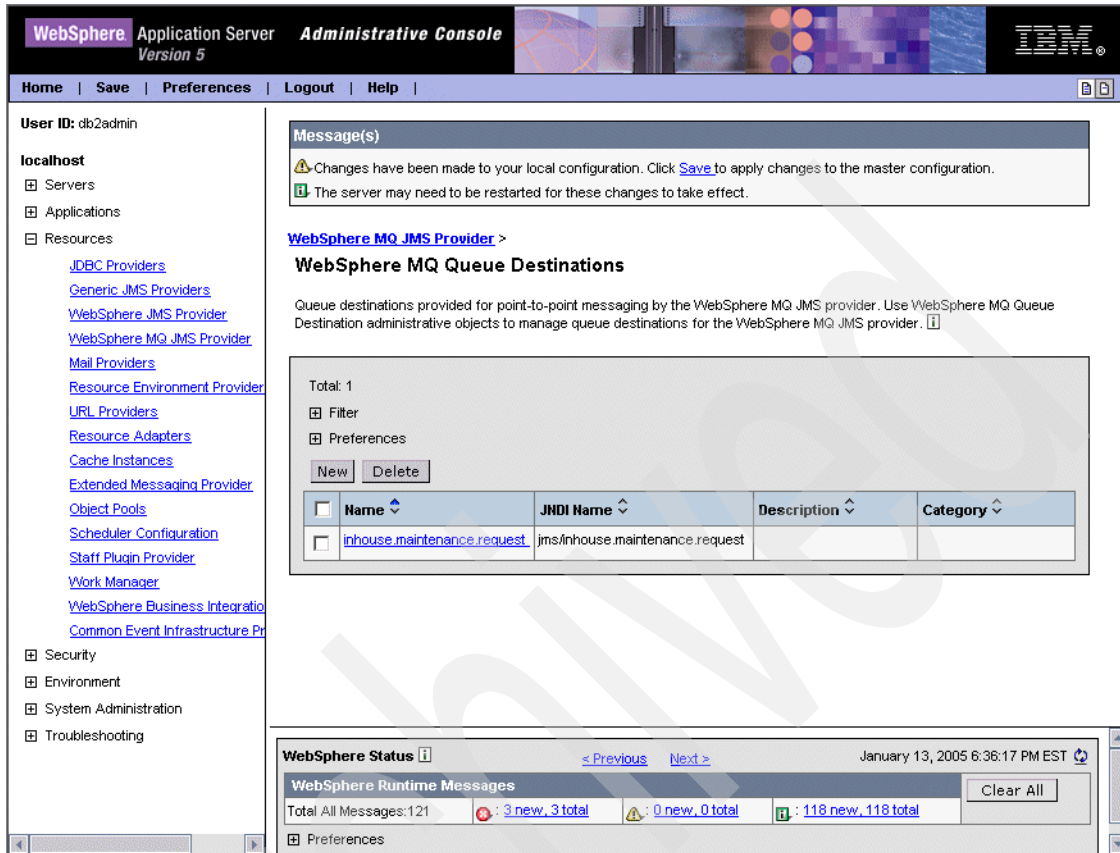 WebSphere. Application Server Administrative Console
Version 5
IBM®
Home | Save | Preferences | Logout | Help |
User ID: db2admin
localhost
Servers
Applications
Resources
JDBC Providers
Generic JMS Providers
WebSphere JMS Provider
WebSphere MQ JMS Provider
Mail Providers
Resource Environment Provider
URL Providers
Resource Adapters
Cache Instances
Extended Messaging Provider
Object Pools
Scheduler Configuration
Staff Plugin Provider
Work Manager
WebSphere Business Integratio
Common Event Infrastructure Pr
Security
Environment
System Administration
Troubleshooting
Message(s)
Changes have been made to your local configuration. Click Save to apply changes to the master configuration.
The server may need to be restarted for these changes to take effect.
WebSphere MQ JMS Provider >
WebSphere MQ Queue Destinations
Queue destinations provided for point-to-point messaging by the WebSphere MQ JMS provider. Use WebSphere MQ Queue
Destination administrative objects to manage queue destinations for the WebSphere MQ JMS provider. i
Total: 1
Filter
Preferences
New Delete
Name JNDI Name Description Category
inhouse.maintenance.request jms/inhouse.maintenance.request
WebSphere Status i < Previous Next > January 13, 2005 6:36:17 PM EST
WebSphere Runtime Messages Clear All
Total All Messages:121 : 3 new, 3 total : 0 new, 0 total : 118 new, 118 total
Preferences
hived